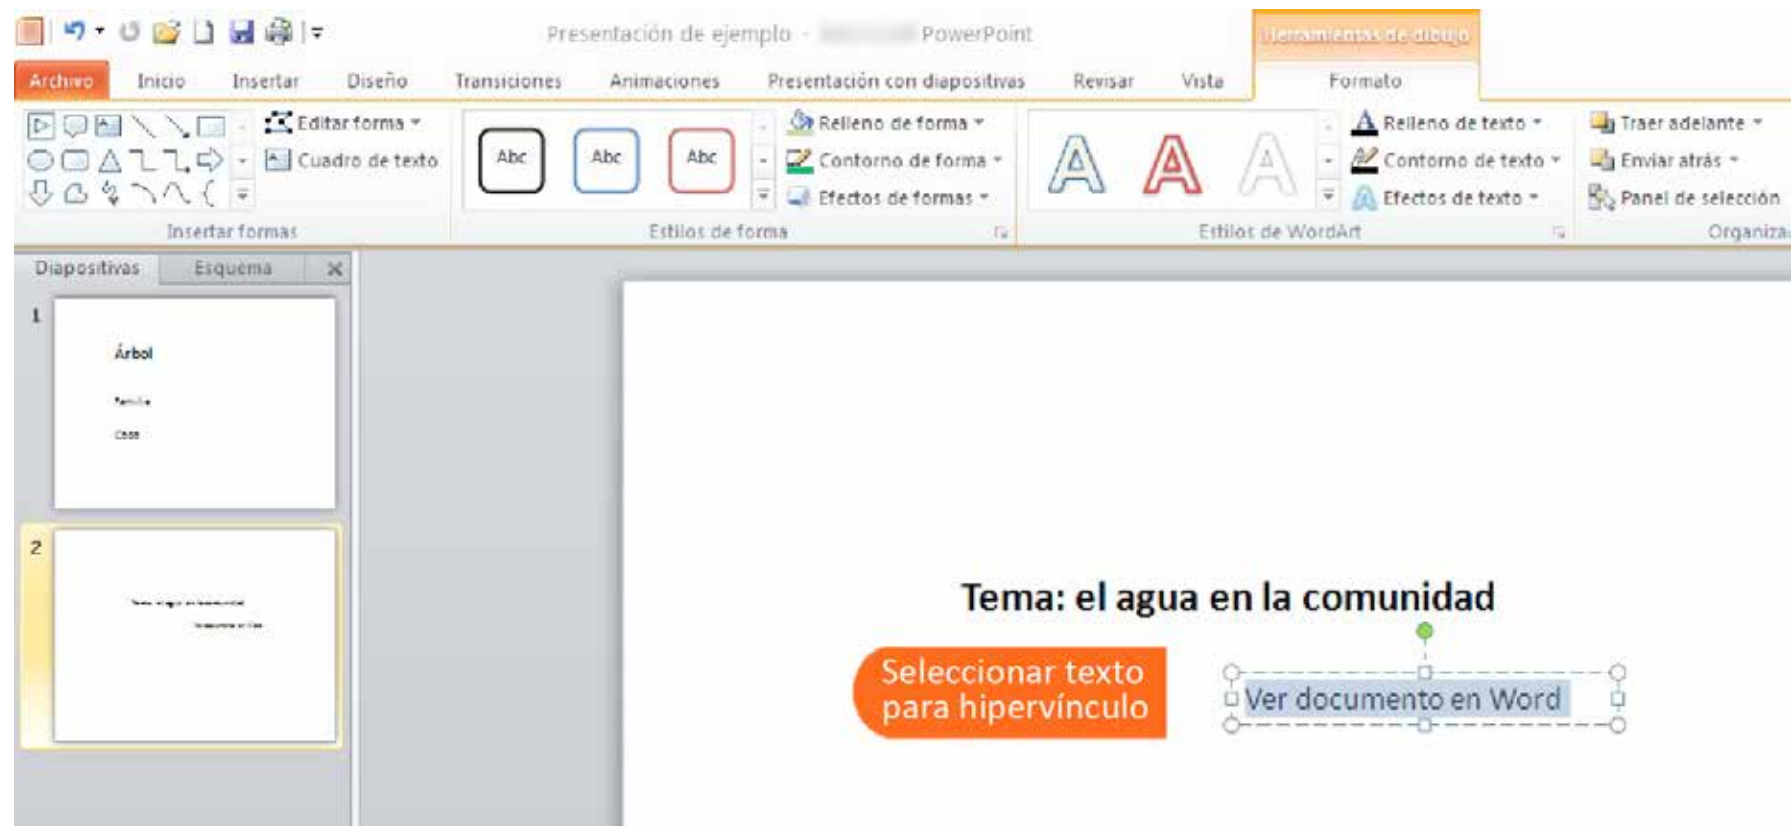 Presentación de ejemplo - PowerPoint
Herramientas de dibujo
Archivo Inicio Insertar Diseño Transiciones Animaciones Presentación con diapositivas Revisar Vista Formato
Editar forma
Cuadro de texto
Insertar formas
Abc Abc Abc
Relleno de forma
Contorno de forma
Efectos de formas
Estilos de forma
A A A
Relleno de texto
Contorno de texto
Efectos de texto
Estilos de WordArt
Traer adelante
Enviar atrás
Panel de selección
Organiza
Diapositivas Esquema
1
Árbol
2
Tema: el agua en la comunidad
Seleccionar texto
para hipervínculo
Ver documento en Word